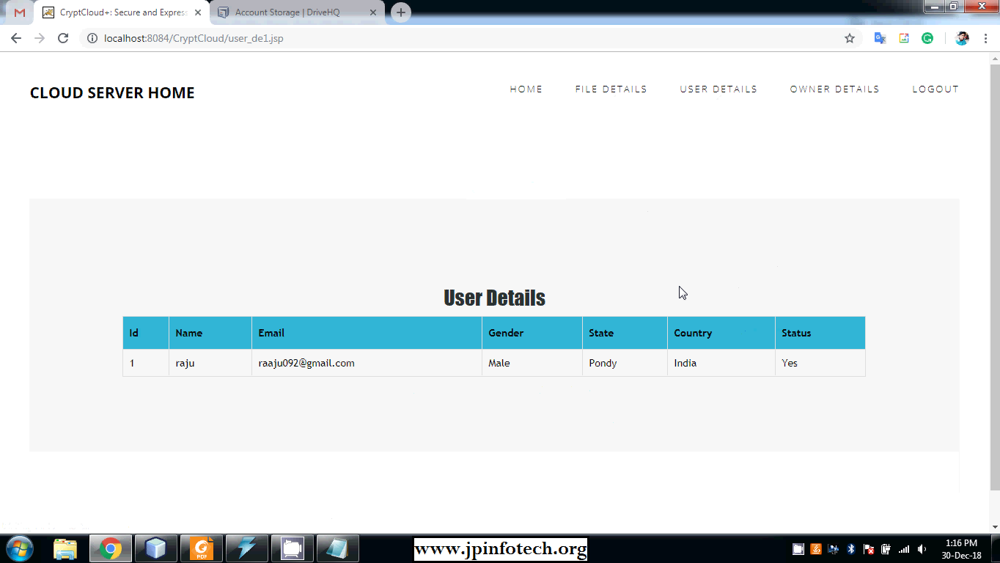 CryptCloud+: Secure and Express
Account Storage | DriveHQ
localhost:8084/CryptCloud/user_de1.jsp
CLOUD SERVER HOME
HOME
FILE DETAILS
USER DETAILS
OWNER DETAILS
LOGOUT
User Details
Id Name Email Gender State Country Status
1 raju raaju092@gmail.com Male Pondy India Yes
PDF
www.jpinfotech.org
1:16 PM
30-Dec-18